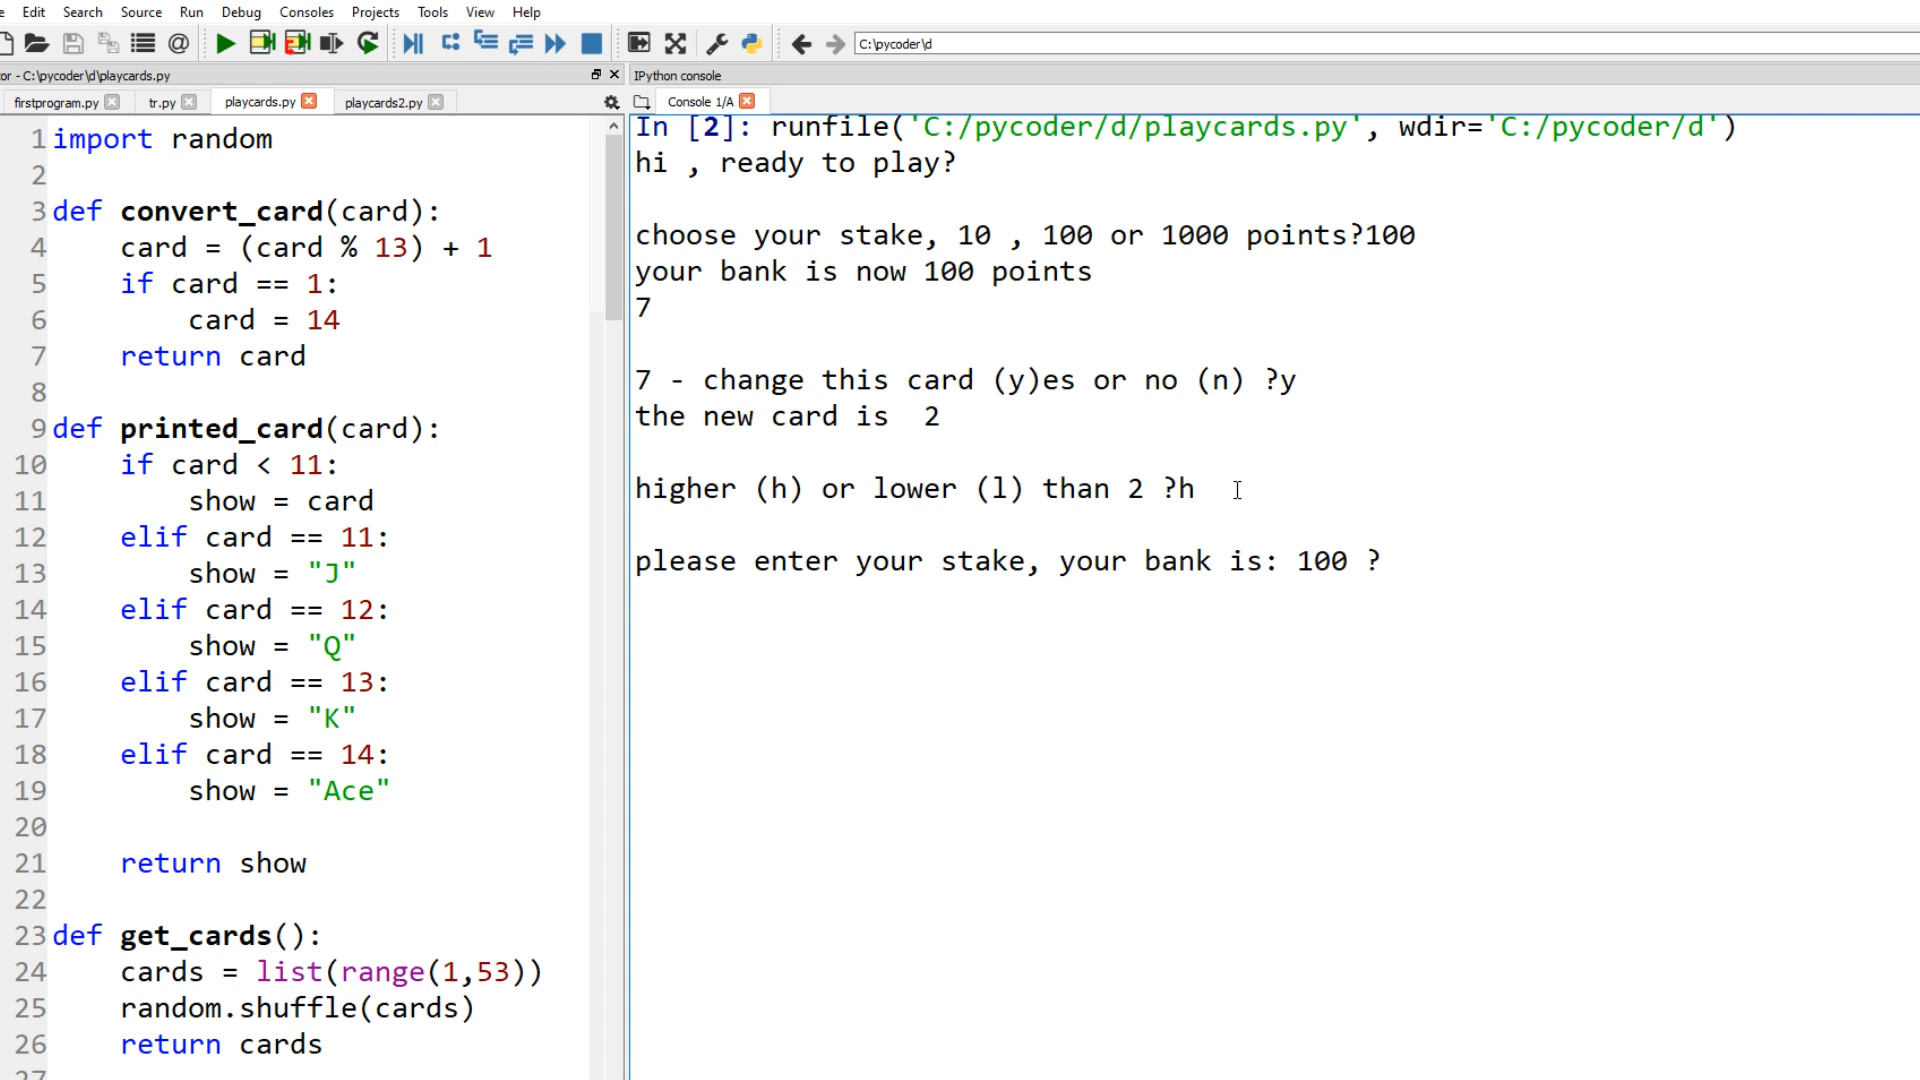 Edit Search Source Run Debug Consoles Projects Tools View Help
C:\pycoder\d
or - C:\pycoder\d\playcards.py
IPython console
firstprogram.py tr.py playcards.py playcards2.py
Console 1/A
1 import random
2
3 def convert_card(card):
4 card = (card % 13) + 1
5 if card == 1:
6 card = 14
7 return card
8
9 def printed_card(card):
10 if card < 11:
11 show = card
12 elif card == 11:
13 show = "J"
14 elif card == 12:
15 show = "Q"
16 elif card == 13:
17 show = "K"
18 elif card == 14:
19 show = "Ace"
20
21 return show
22
23 def get_cards():
24 cards = list(range(1,53))
25 random.shuffle(cards)
26 return cards
27
In [2]: runfile('C:/pycoder/d/playcards.py', wdir='C:/pycoder/d')
hi , ready to play?
choose your stake, 10 , 100 or 1000 points?100
your bank is now 100 points
7
7 - change this card (y)es or no (n) ?y
the new card is  2
higher (h) or lower (l) than 2 ?h
please enter your stake, your bank is: 100 ?